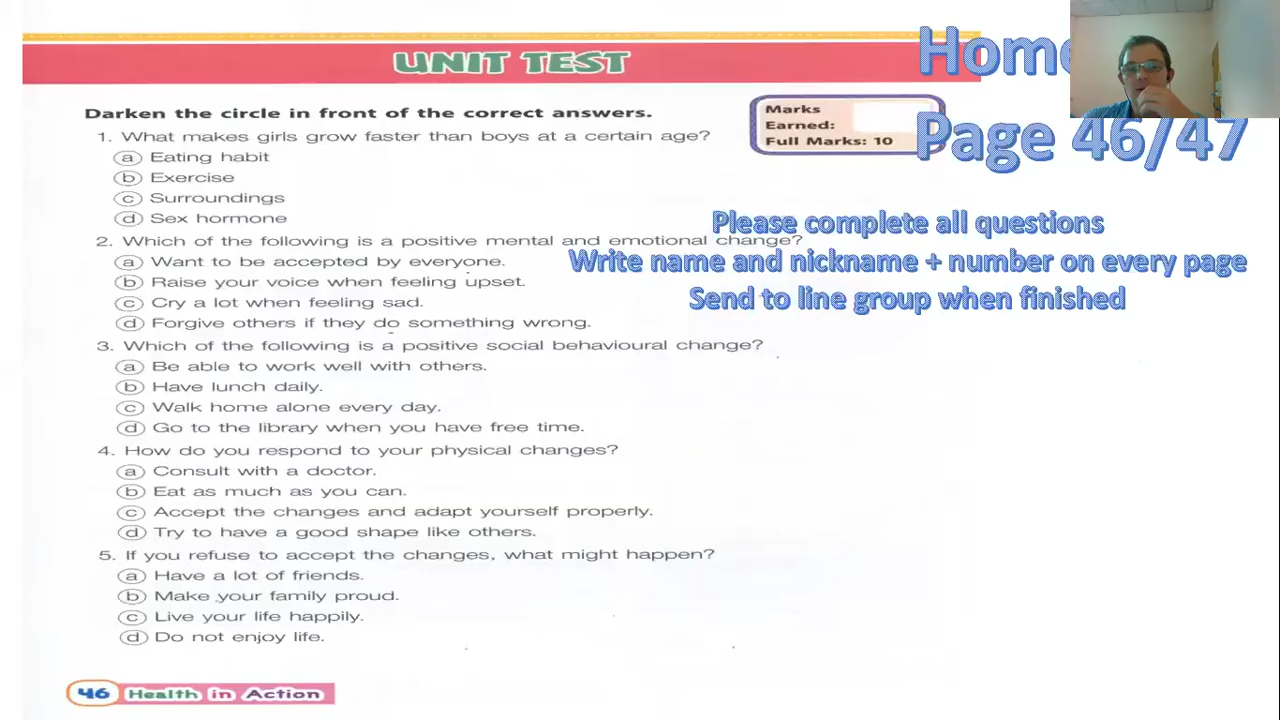 UNIT TEST
Darken the circle in front of the correct answers.
Marks
Earned:
Full Marks: 10
1. What makes girls grow faster than boys at a certain age?
a Eating habit
b Exercise
c Surroundings
d Sex hormone
2. Which of the following is a positive mental and emotional change?
a Want to be accepted by everyone.
b Raise your voice when feeling upset.
c Cry a lot when feeling sad.
d Forgive others if they do something wrong.
3. Which of the following is a positive social behavioural change?
a Be able to work well with others.
b Have lunch daily.
c Walk home alone every day.
d Go to the library when you have free time.
4. How do you respond to your physical changes?
a Consult with a doctor.
b Eat as much as you can.
c Accept the changes and adapt yourself properly.
d Try to have a good shape like others.
5. If you refuse to accept the changes, what might happen?
a Have a lot of friends.
b Make your family proud.
c Live your life happily.
d Do not enjoy life.
46 Health in Action
Home
Page 46/47
Please complete all questions
Write name and nickname + number on every page
Send to line group when finished